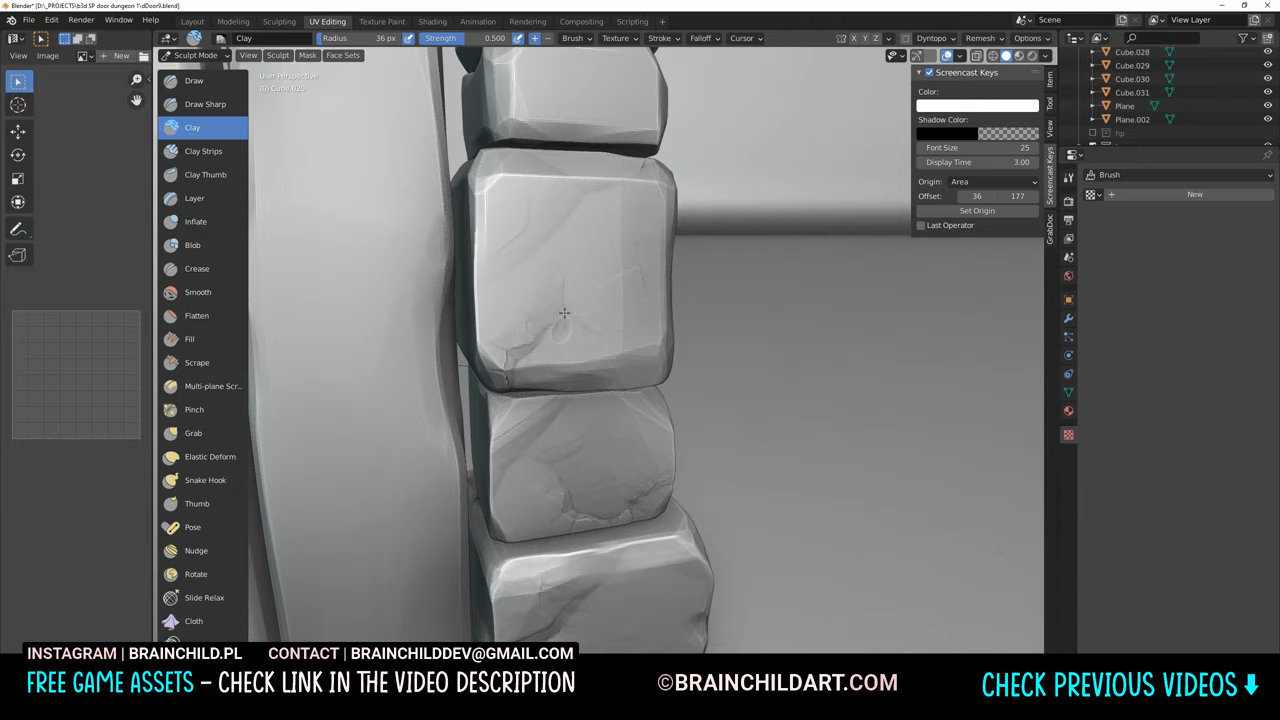 Blender* [D:\_PROJECTS\b3d SP door dungeon 1\dDoor9.blend]
File Edit Render Window Help Layout Modeling Sculpting UV Editing Texture Paint Shading Animation Rendering Compositing Scripting Scene View Layer
Clay Radius 36 px Strength 0.500 Brush Texture Stroke Falloff Cursor X Y Z Dyntopo Remesh Options
View Image New Sculpt Mode View Sculpt Mask Face Sets
User Perspective
(0) Cube.020
Draw
Draw Sharp
Clay
Clay Strips
Clay Thumb
Layer
Inflate
Blob
Crease
Smooth
Flatten
Fill
Scrape
Multi-plane Scr...
Pinch
Grab
Elastic Deform
Snake Hook
Thumb
Pose
Nudge
Rotate
Slide Relax
Cloth
Screencast Keys
Color:
Shadow Color:
Font Size 25
Display Time 3.00
Origin: Area
Offset: 36 177
Set Origin
Last Operator
Item
Tool
View
Screencast Keys
GrabDoc
Cube.028
Cube.029
Cube.030
Cube.031
Plane
Plane.002
hp
Brush
New
INSTAGRAM | BRAINCHILD.PL CONTACT | BRAINCHILDDEV@GMAIL.COM
FREE GAME ASSETS – CHECK LINK IN THE VIDEO DESCRIPTION
©BRAINCHILDART.COM
CHECK PREVIOUS VIDEOS